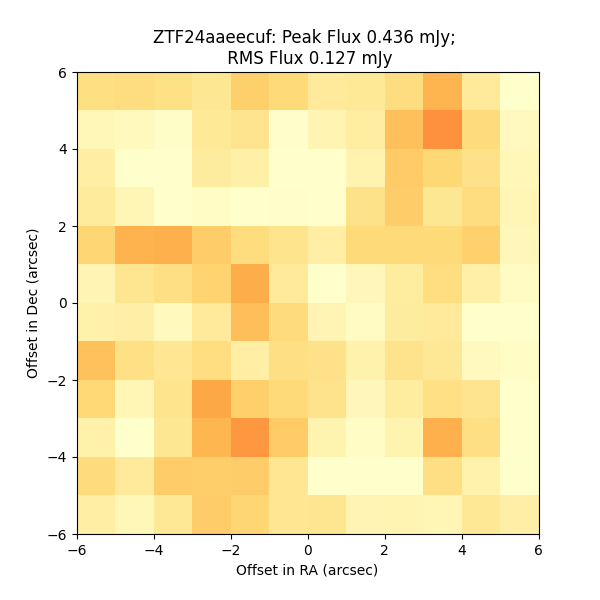 ZTF24aaeecuf: Peak Flux 0.436 mJy;
RMS Flux 0.127 mJy
6
4
2
0
−2
−4
−6
Offset in Dec (arcsec)
−6 −4 −2 0 2 4 6
Offset in RA (arcsec)